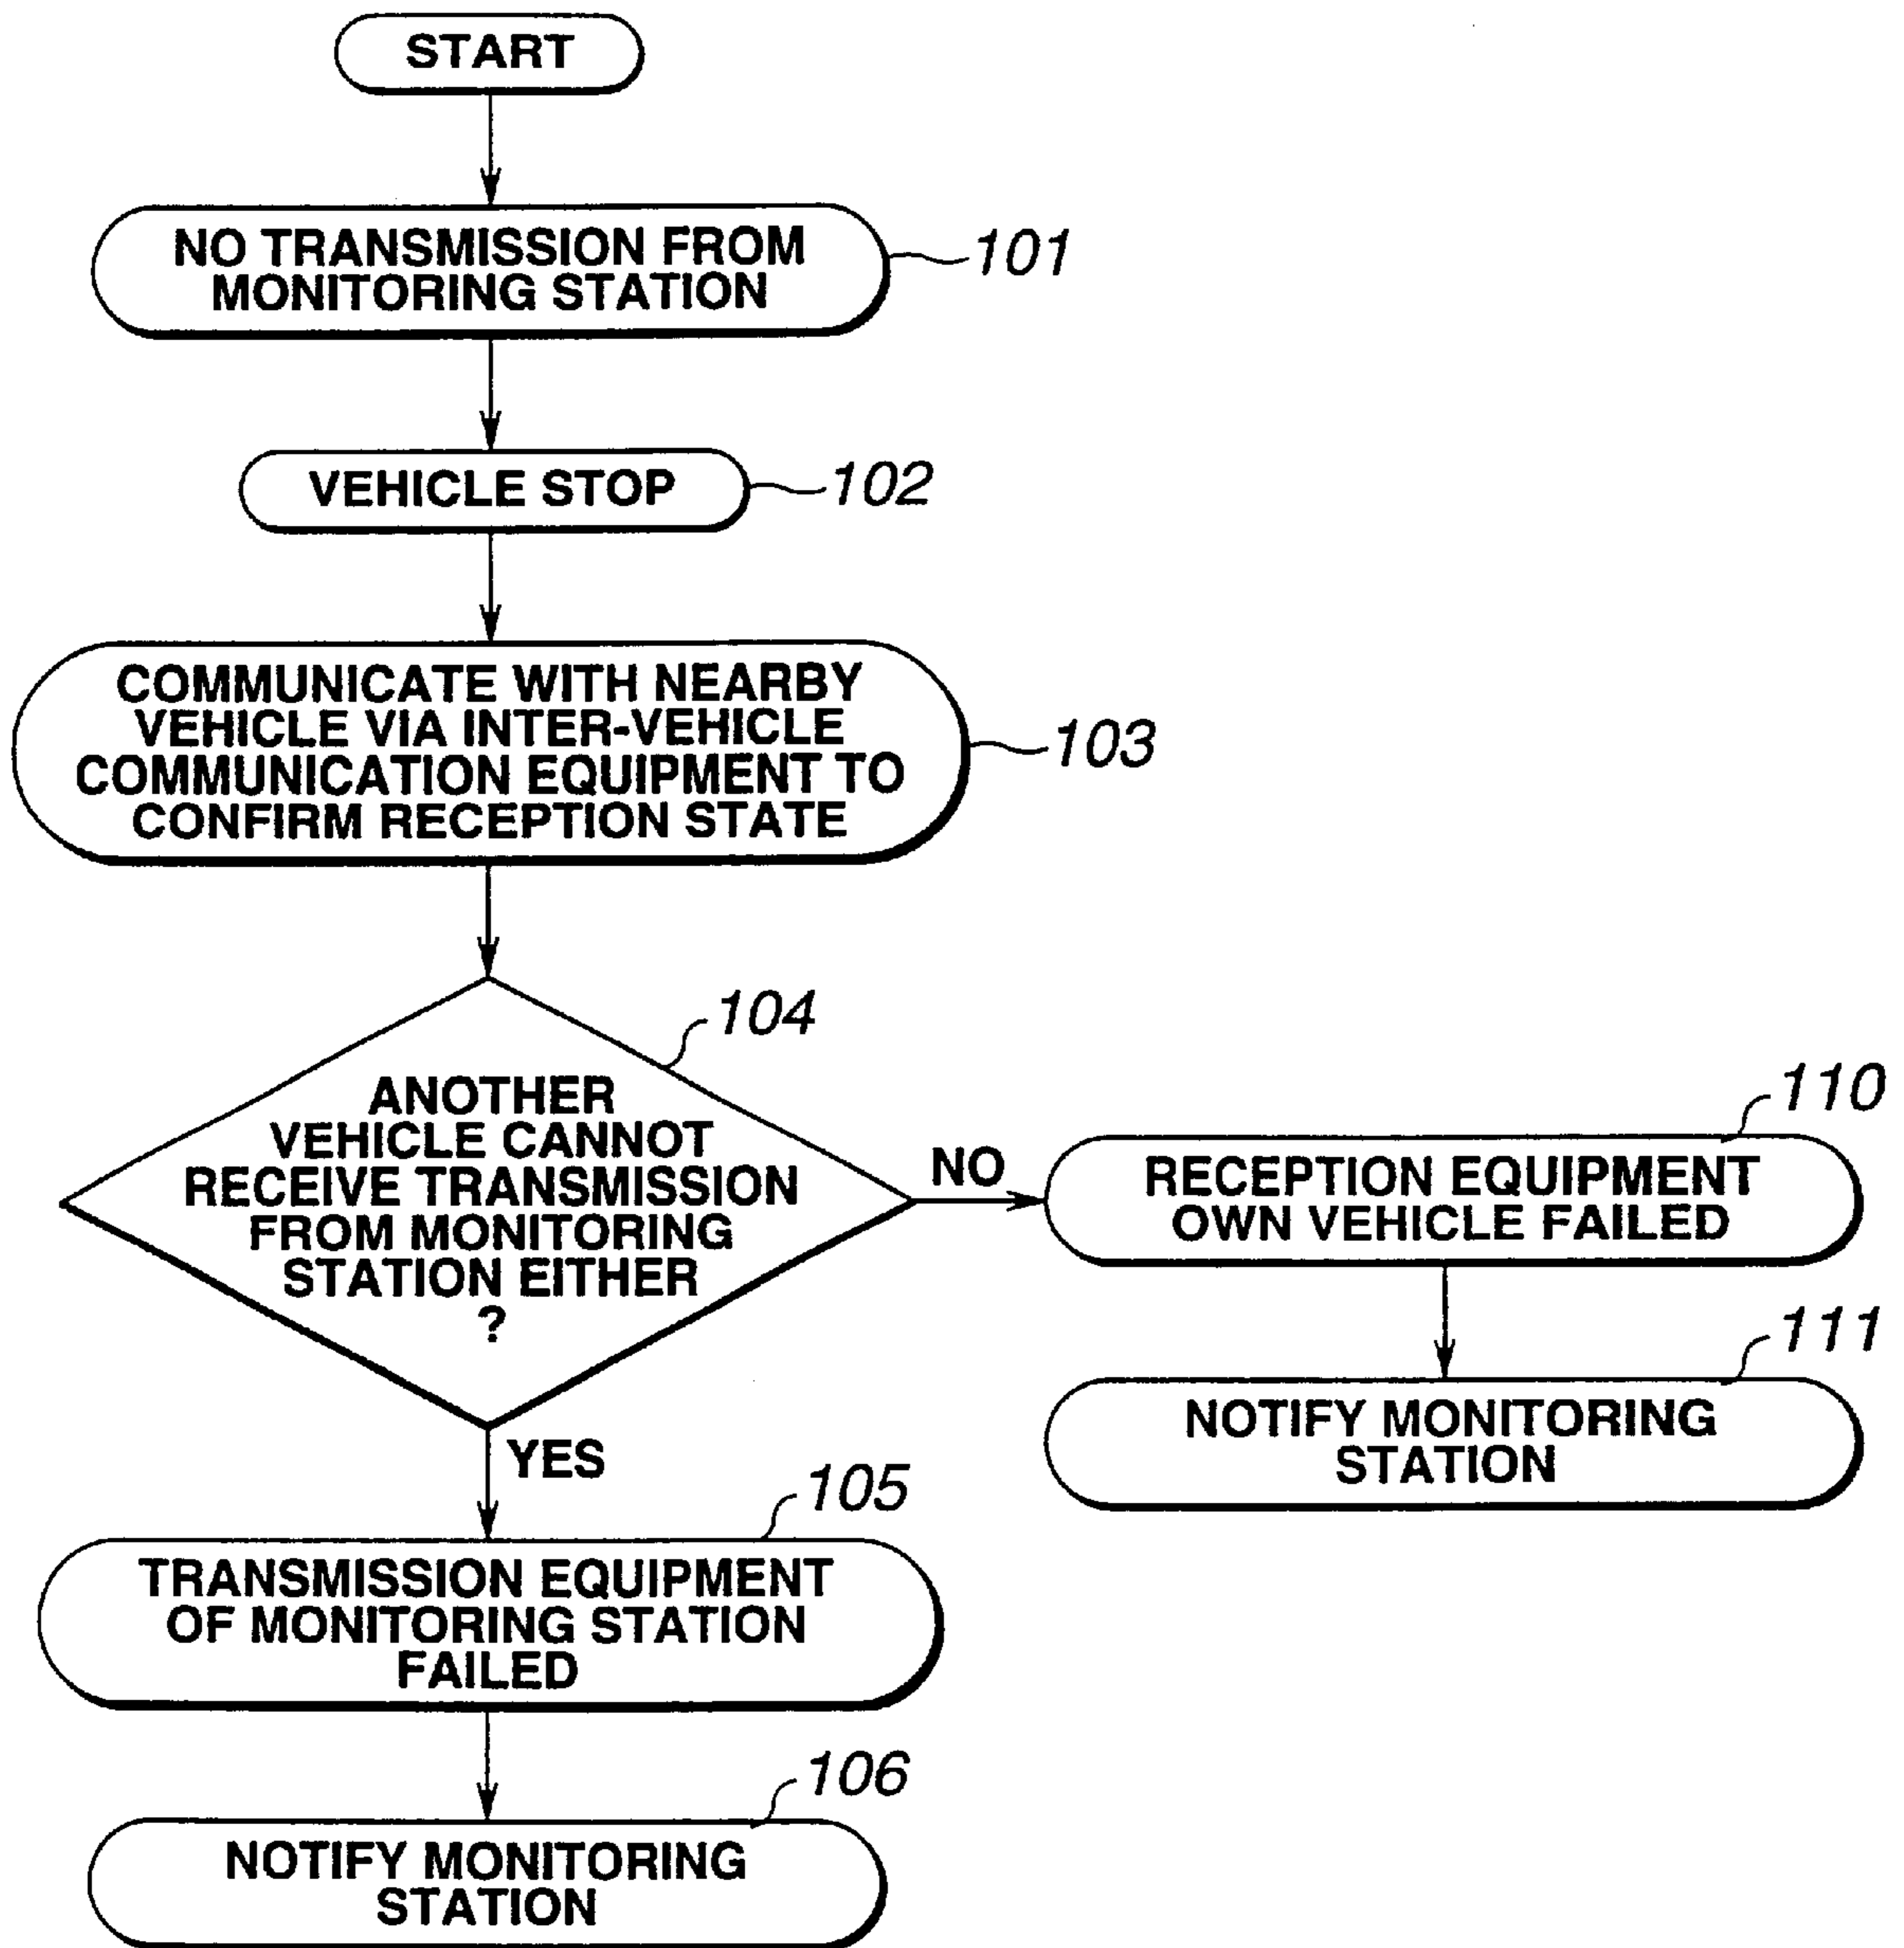 START
NO TRANSMISSION FROM
MONITORING STATION
101
VEHICLE STOP
102
COMMUNICATE WITH NEARBY
VEHICLE VIA INTER-VEHICLE
COMMUNICATION EQUIPMENT TO
CONFIRM RECEPTION STATE
103
104
ANOTHER
VEHICLE CANNOT
RECEIVE TRANSMISSION
FROM MONITORING
STATION EITHER
?
NO
110
RECEPTION EQUIPMENT
OWN VEHICLE FAILED
111
NOTIFY MONITORING
STATION
YES
105
TRANSMISSION EQUIPMENT
OF MONITORING STATION
FAILED
106
NOTIFY MONITORING
STATION